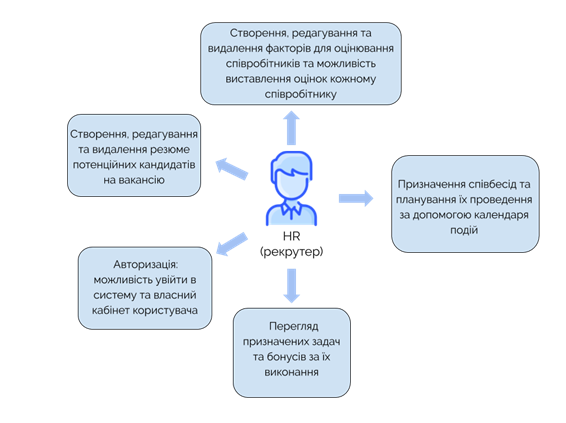 Створення, редагування та
видалення факторів для оцінювання
співробітників та можливість
виставлення оцінок кожному
співробітнику
Створення, редагування
та видалення резюме
потенційних кандидатів
на вакансію
Призначення співбесід та
планування їх проведення
за допомогою календаря
подій
HR
(рекрутер)
Авторизація:
можливість увійти в
систему та власний
кабінет користувача
Перегляд
призначених задач
та бонусів за їх
виконання